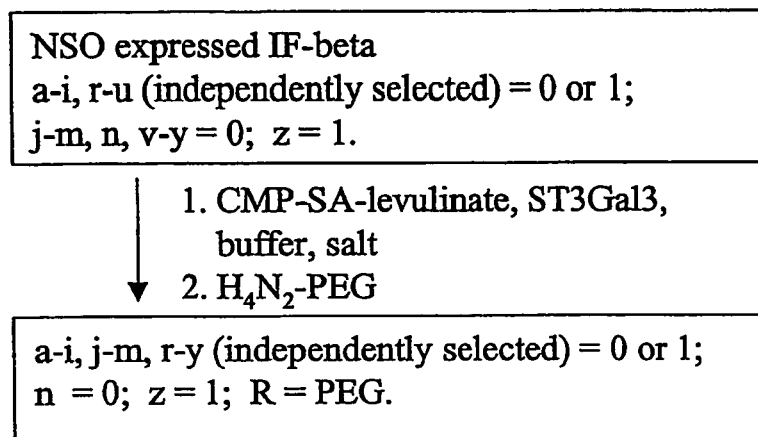 NSO expressed IF-beta
a-i, r-u (independently selected) = 0 or 1;
j-m, n, v-y = 0; z = 1.
1. CMP-SA-levulinate, ST3Gal3,
buffer, salt
2. H₄N₂-PEG
a-i, j-m, r-y (independently selected) = 0 or 1;
n = 0; z = 1; R = PEG.